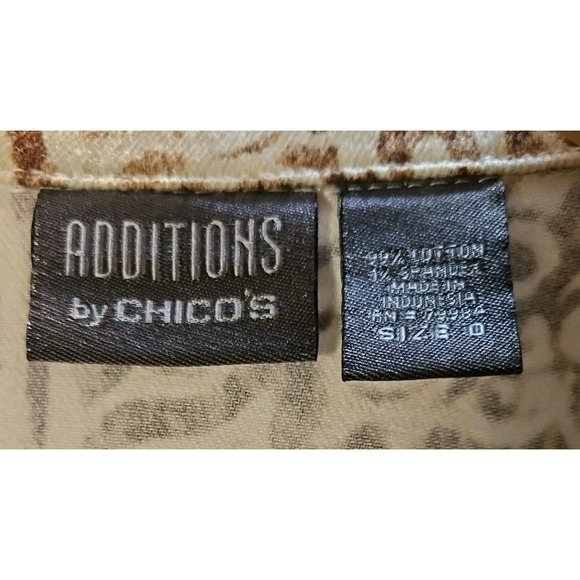 ADDITIONS
by CHICO'S
99% COTTON
1% SPANDEX
MADE IN
INDONESIA
RN # 79984
SIZE 0